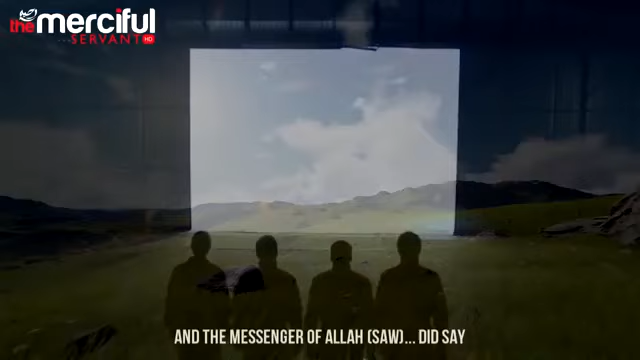 the merciful
...SERVANT HD
AND THE MESSENGER OF ALLAH (SAW)... DID SAY